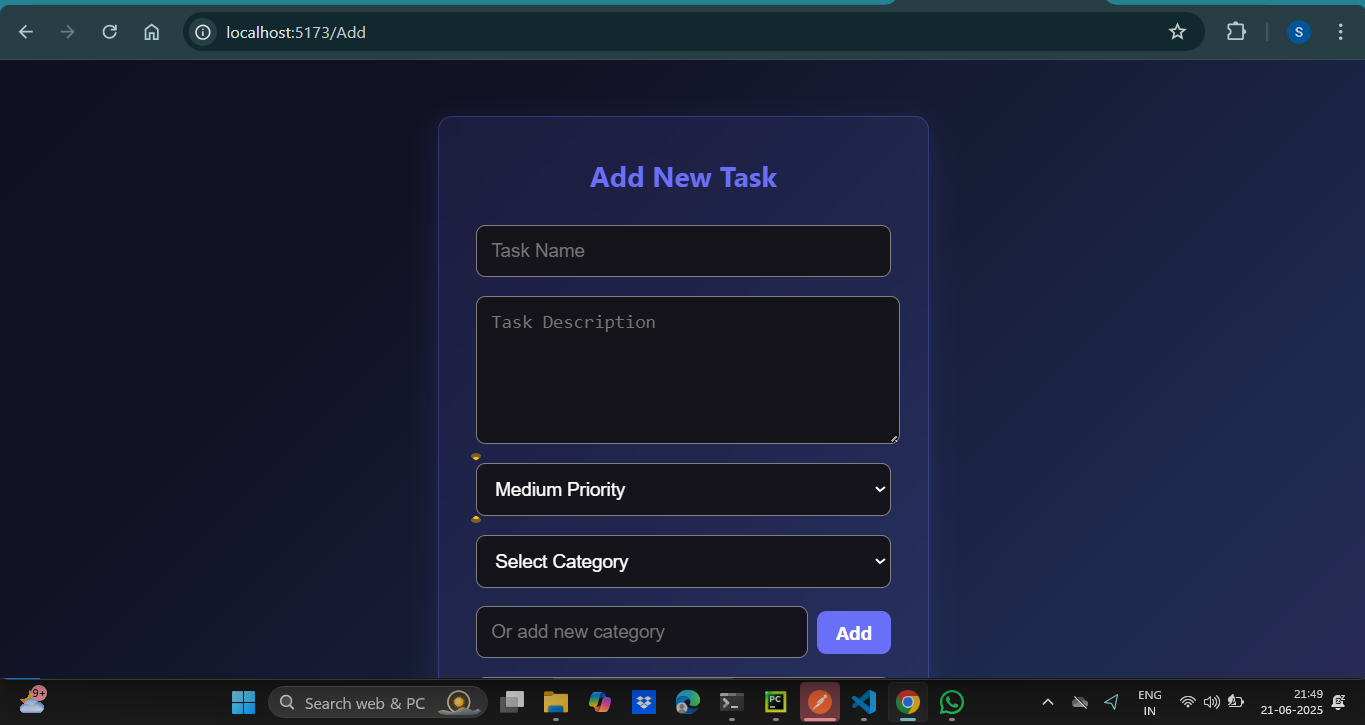 localhost:5173/Add
S
Add New Task
Task Name
Task Description
Medium Priority
Select Category
Or add new category
Add
9+
Search web & PC
PC
ENG
IN
21:49
21-06-2025